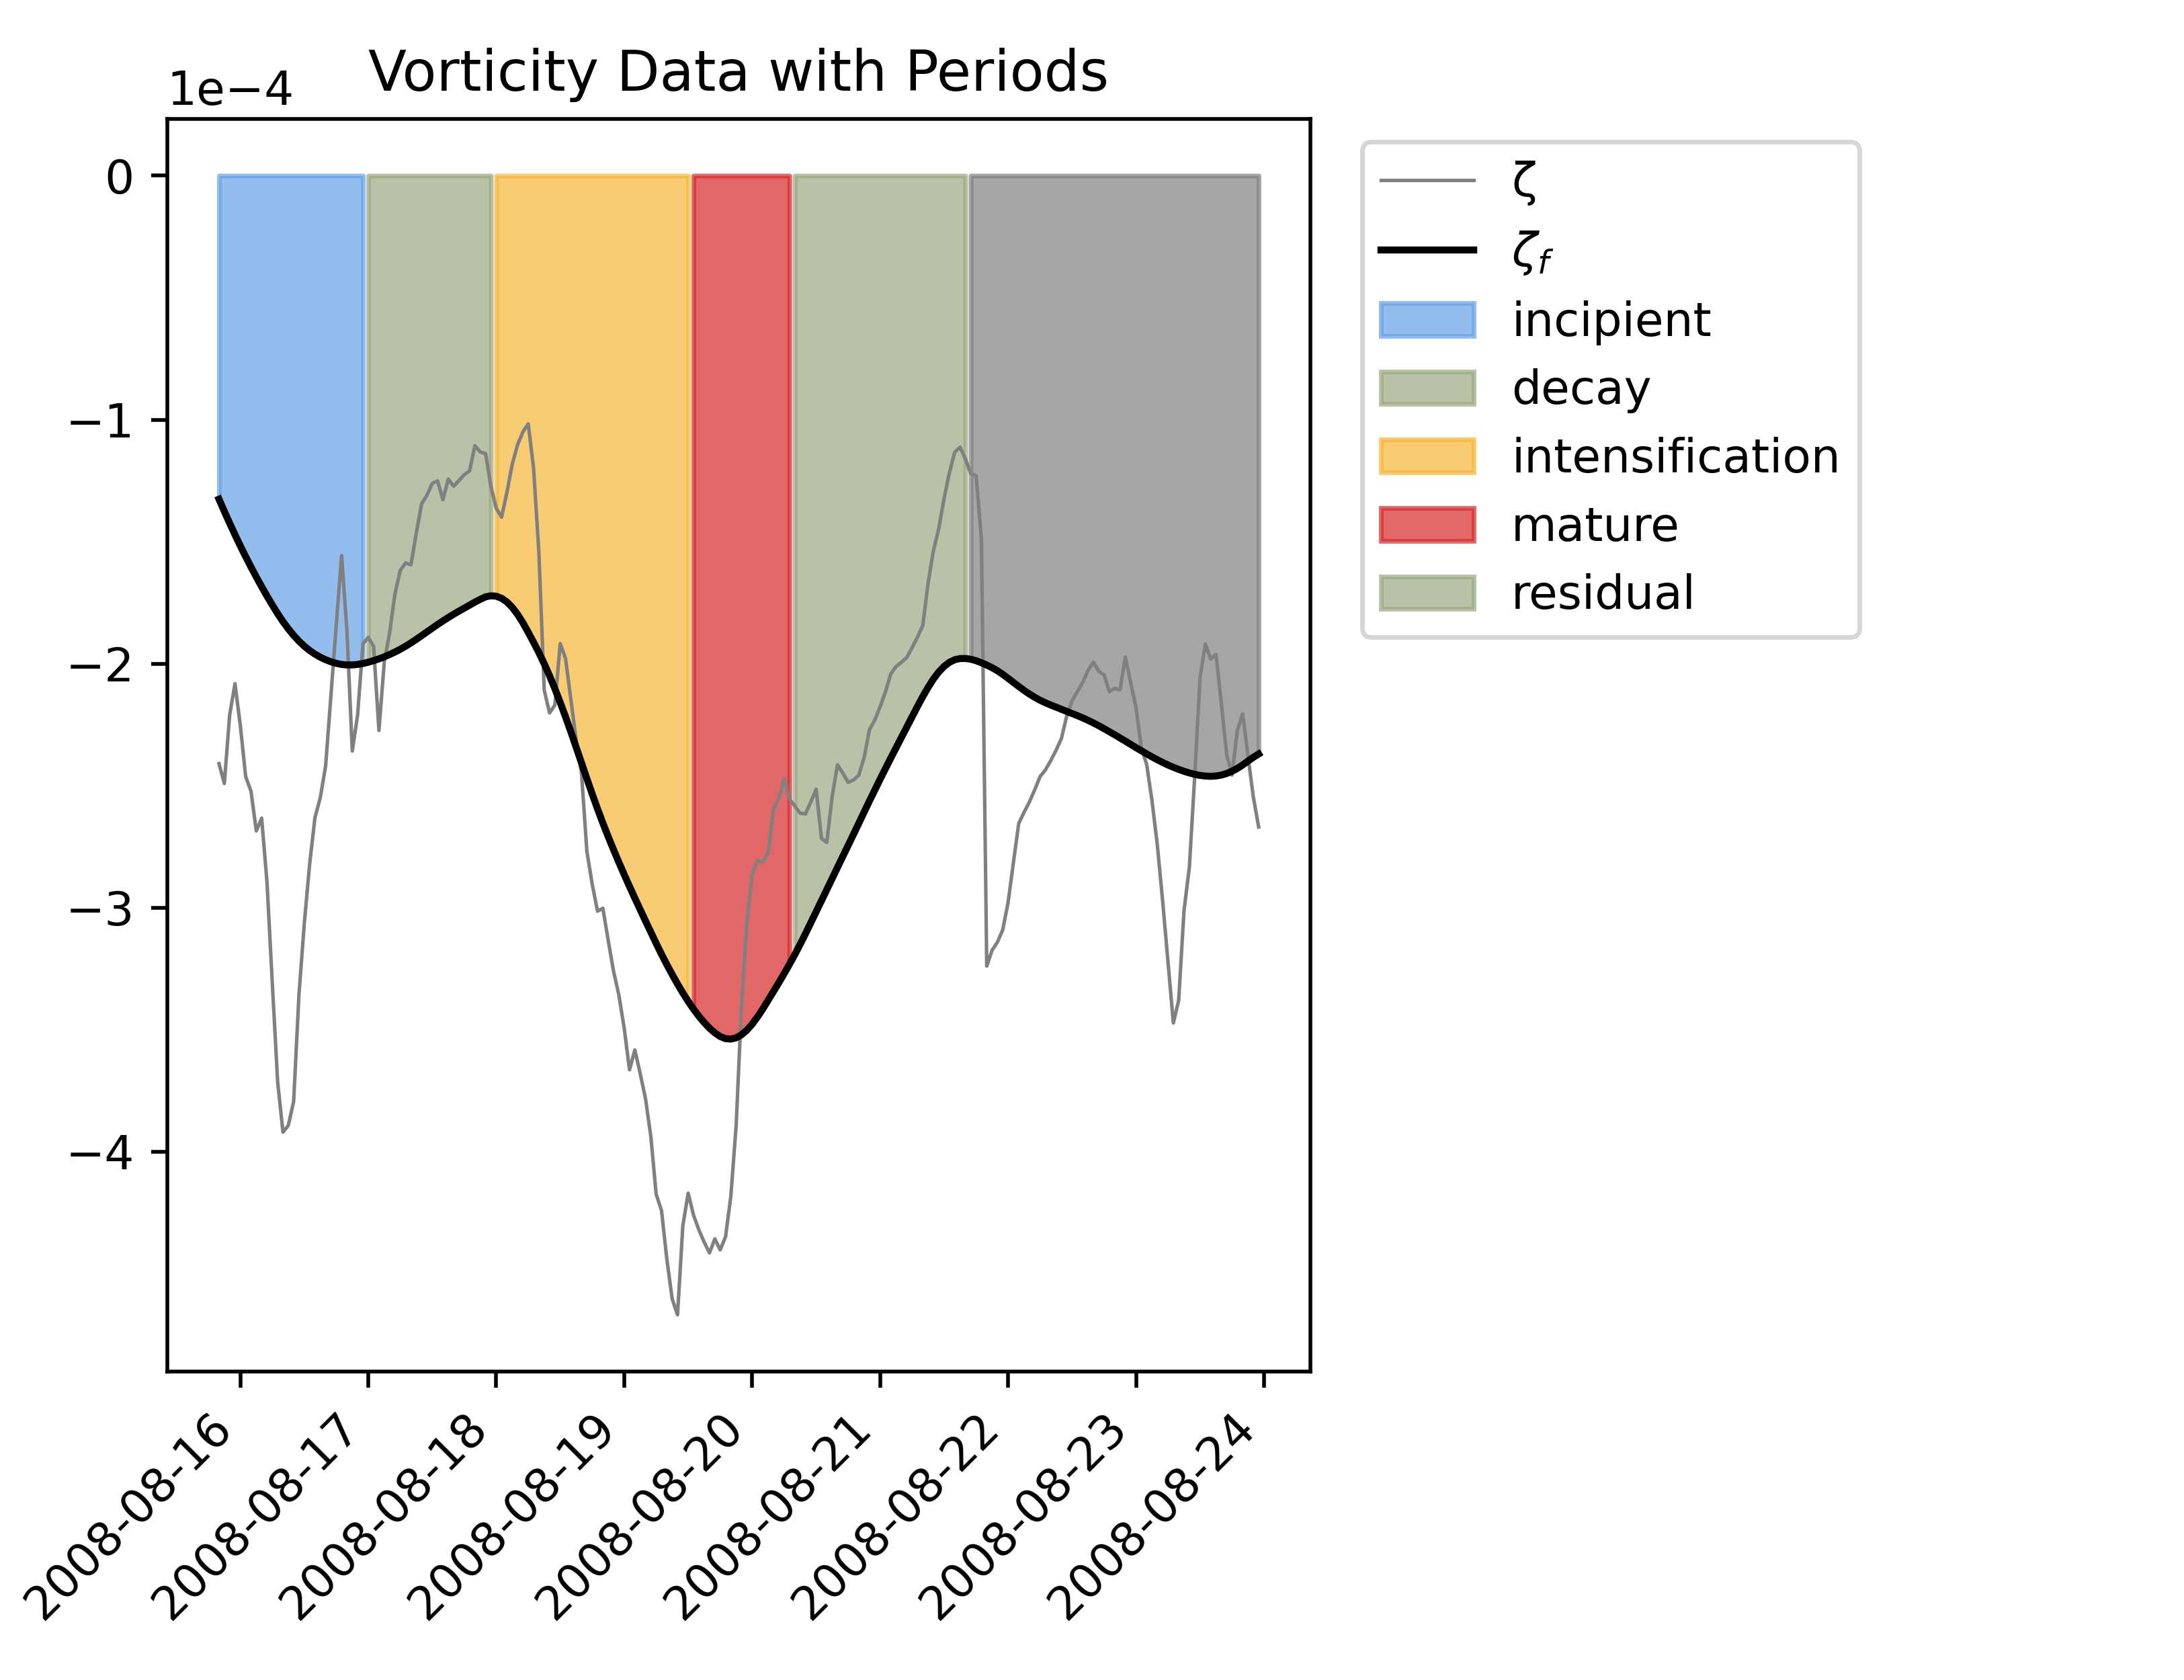 Vorticity Data with Periods
1e−4
0
−1
−2
−3
−4
2008-08-16
2008-08-17
2008-08-18
2008-08-19
2008-08-20
2008-08-21
2008-08-22
2008-08-23
2008-08-24
ζ
ζf
incipient
decay
intensification
mature
residual